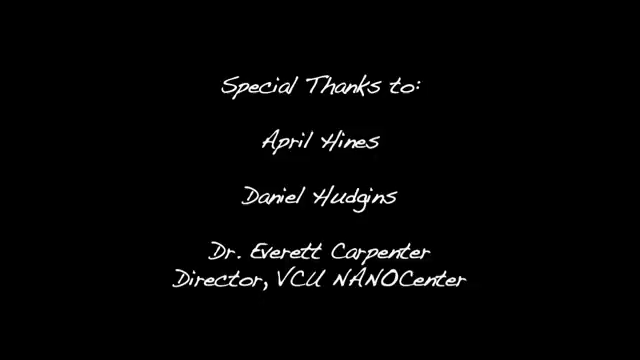 Special Thanks to:
April Hines
Daniel Hudgins
Dr. Everett Carpenter
Director, VCU NANOCenter